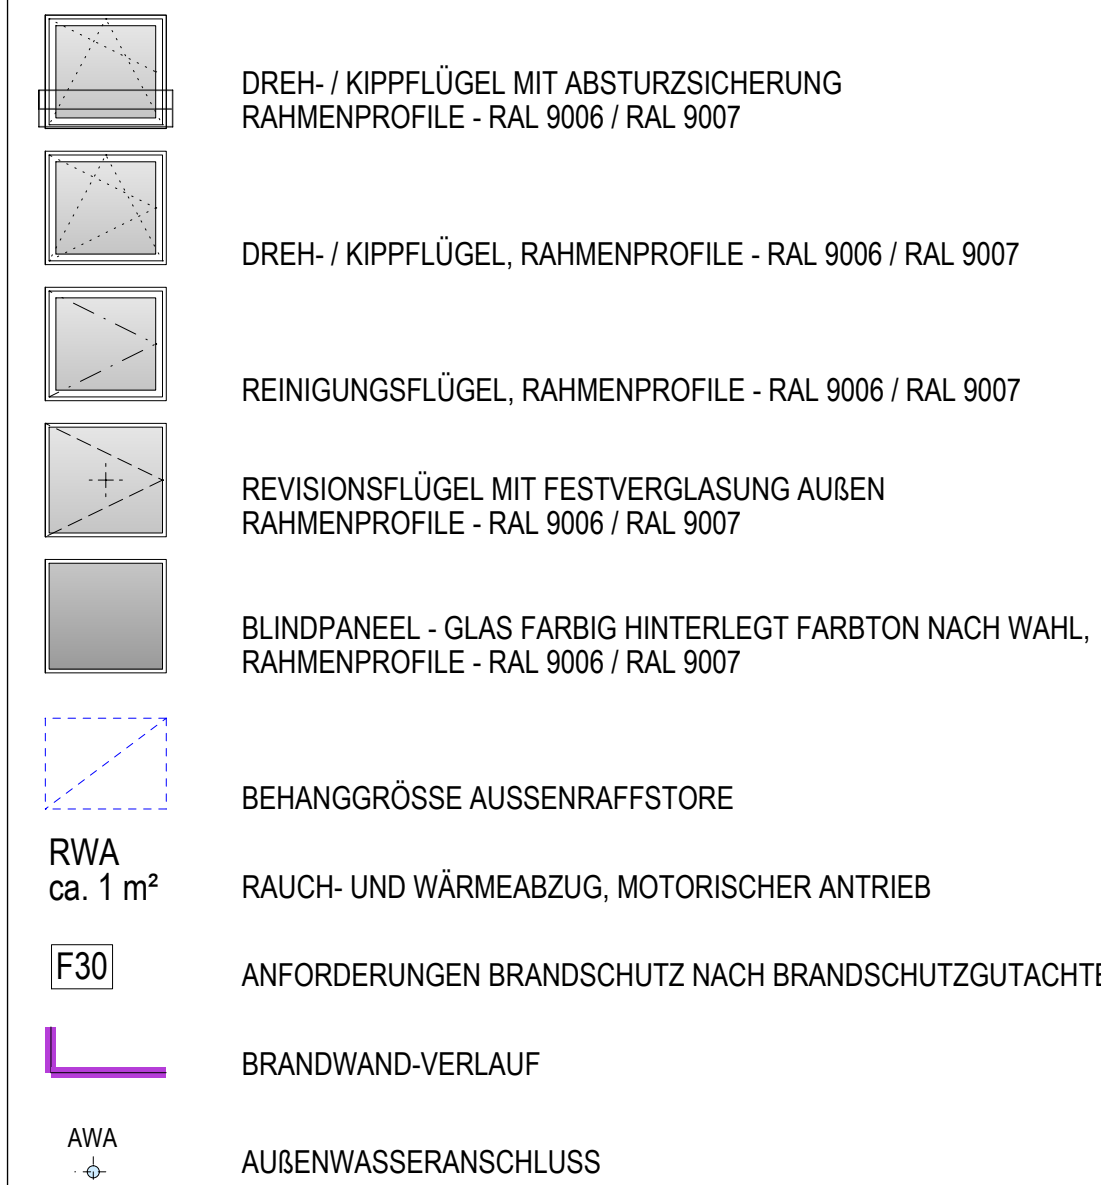 DREH- / KIPPFLÜGEL MIT ABSTURZSICHERUNG
RAHMENPROFILE - RAL 9006 / RAL 9007
DREH- / KIPPFLÜGEL, RAHMENPROFILE - RAL 9006 / RAL 9007
REINIGUNGSFLÜGEL, RAHMENPROFILE - RAL 9006 / RAL 9007
REVISIONSFLÜGEL MIT FESTVERGLASUNG AUßEN
RAHMENPROFILE - RAL 9006 / RAL 9007
BLINDPANEEL - GLAS FARBIG HINTERLEGT FARBTON NACH WAHL,
RAHMENPROFILE - RAL 9006 / RAL 9007
BEHANGGRÖSSE AUSSENRAFFSTORE
RWA
ca. 1 m² RAUCH- UND WÄRMEABZUG, MOTORISCHER ANTRIEB
F30 ANFORDERUNGEN BRANDSCHUTZ NACH
BRANDWAND-VERLAUF
AWA
AUßENWASSERANSCHLUSS